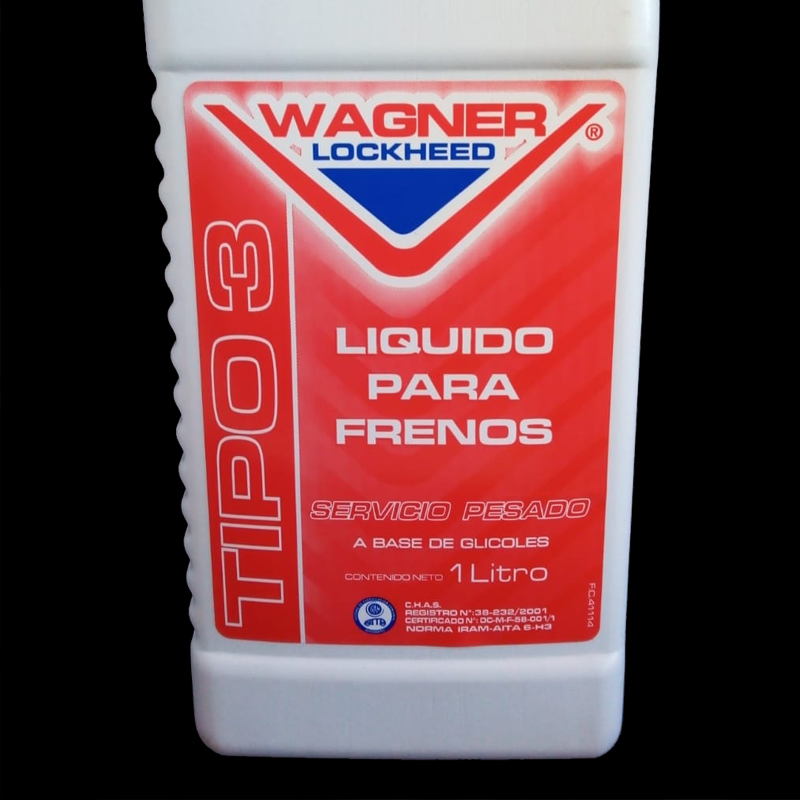 WAGNER
LOCKHEED
®
TIPO 3
LIQUIDO
PARA
FRENOS
SERVICIO PESADO
A BASE DE GLICOLES
CONTENIDO NETO 1 Litro
C.H.A.S.
REGISTRO N°:38-232/2001
CERTIFICADO N°: DC-M-F-58-001/1
NORMA IRAM-AITA 6-H3
FC.41114